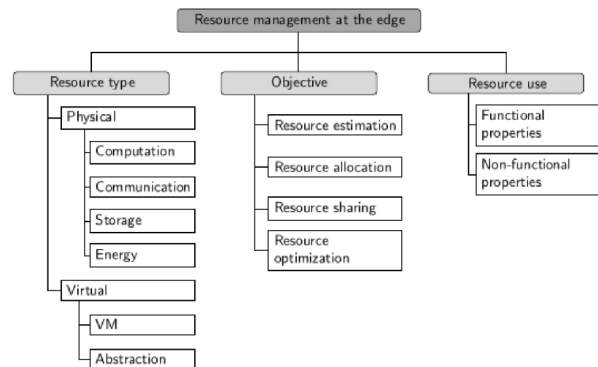 Resource management at the edge
Resource type
Physical
Computation
Communication
Storage
Energy
Virtual
VM
Abstraction
Objective
Resource estimation
Resource allocation
Resource sharing
Resource
optimization
Resource use
Functional
properties
Non-functional
properties